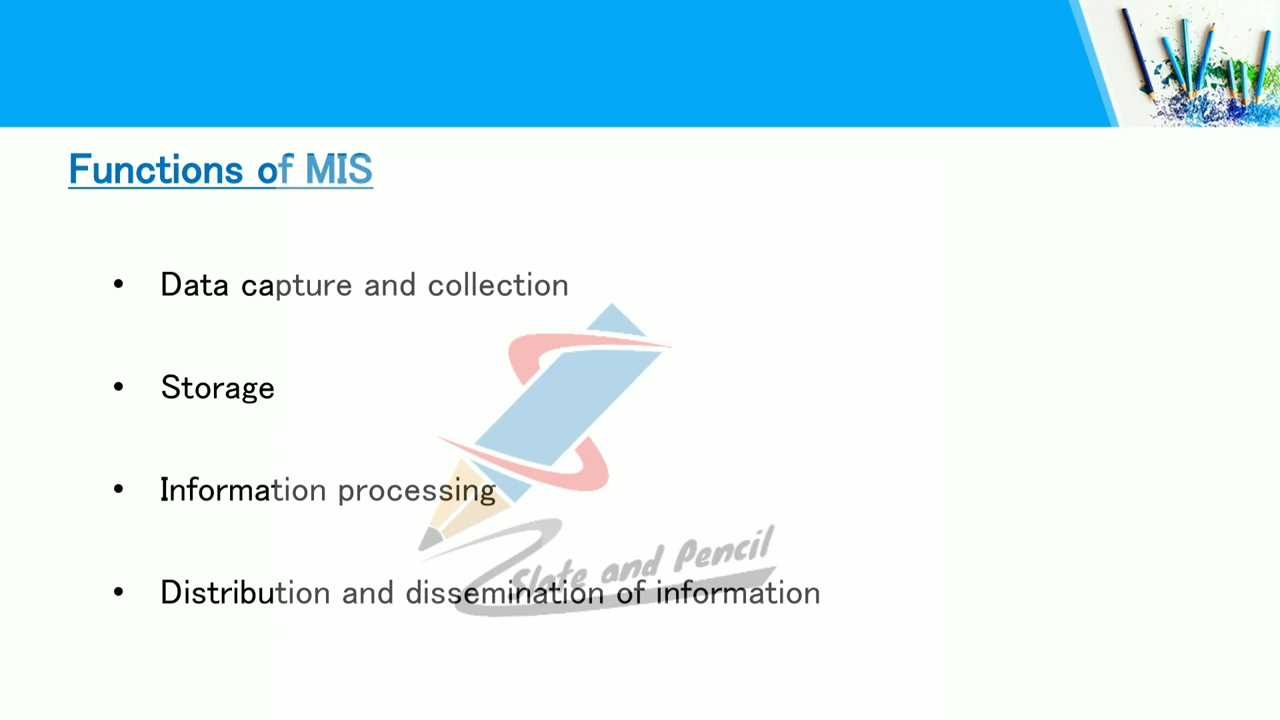 Functions of MIS
• Data capture and collection
• Storage
• Information processing
• Distribution and dissemination of information
Slate and Pencil